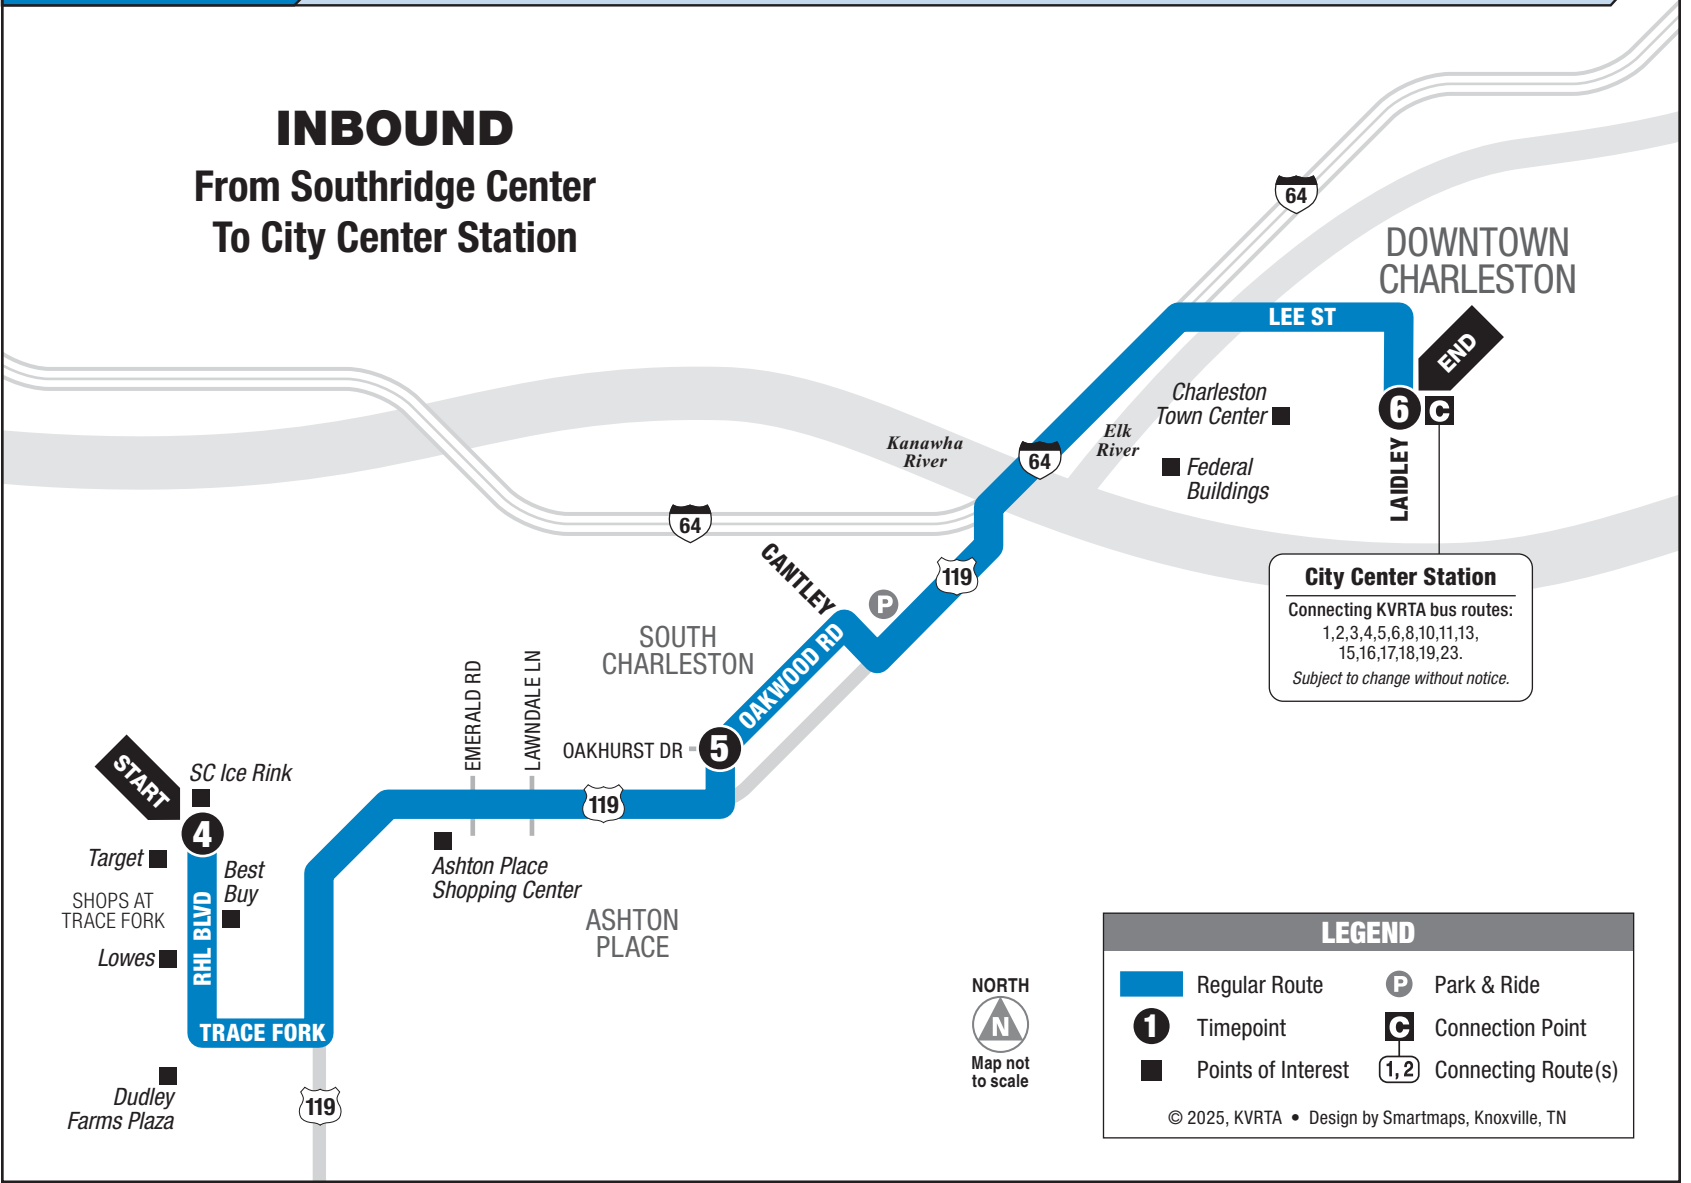 INBOUND
From Southridge Center
To City Center Station
64
DOWNTOWN
CHARLESTON
LEE ST
END
Charleston
Town Center
6
C
Elk
River
Kanawha
River
64
Federal
Buildings
LAIDLEY
64
CANTLEY
119
P
City Center Station
Connecting KVRTA bus routes:
1,2,3,4,5,6,8,10,11,13,
15,16,17,18,19,23.
Subject to change without notice.
SOUTH
CHARLESTON
OAKWOOD RD
EMERALD RD
LAWNDALE LN
OAKHURST DR
5
START
SC Ice Rink
119
4
Target
Best
Buy
Ashton Place
Shopping Center
SHOPS AT
TRACE FORK
RHL BLVD
ASHTON
PLACE
Lowes
TRACE FORK
Dudley
Farms Plaza
119
NORTH
N
Map not
to scale
LEGEND
Regular Route
P
Park & Ride
1
Timepoint
C
Connection Point
Points of Interest
1, 2
Connecting Route(s)
© 2025, KVRTA • Design by Smartmaps, Knoxville, TN